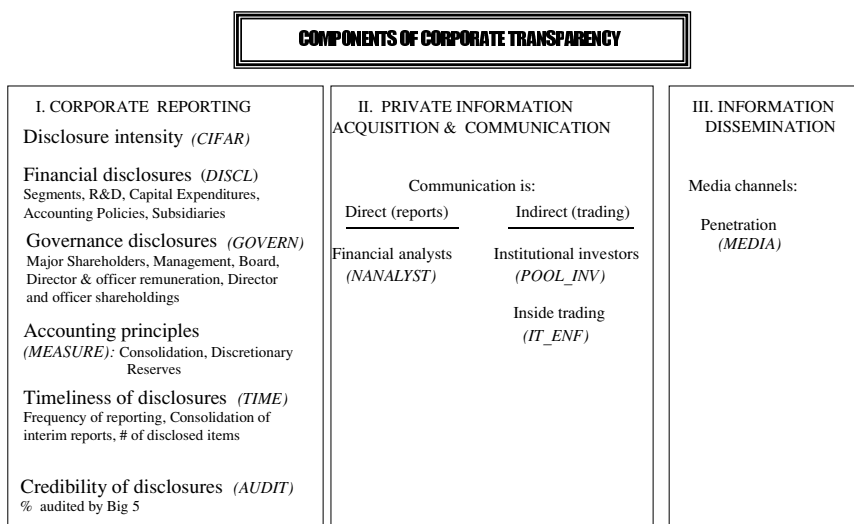 COMPONENTS OF CORPORATE TRANSPARENCY
I. CORPORATE REPORTING
Disclosure intensity (CIFAR)
Financial disclosures (DISCL)
Segments, R&D, Capital Expenditures,
Accounting Policies, Subsidiaries
Governance disclosures (GOVERN)
Major Shareholders, Management, Board,
Director & officer remuneration, Director
and officer shareholdings
Accounting principles
(MEASURE): Consolidation, Discretionary
Reserves
Timeliness of disclosures (TIME)
Frequency of reporting, Consolidation of
interim reports, # of disclosed items
Credibility of disclosures (AUDIT)
% audited by Big 5
II. PRIVATE INFORMATION
ACQUISITION & COMMUNICATION
Communication is:
Direct (reports)
Financial analysts
(NANALYST)
Indirect (trading)
Institutional investors
(POOL_INV)
Inside trading
(IT_ENF)
III. INFORMATION
DISSEMINATION
Media channels:
Penetration
(MEDIA)